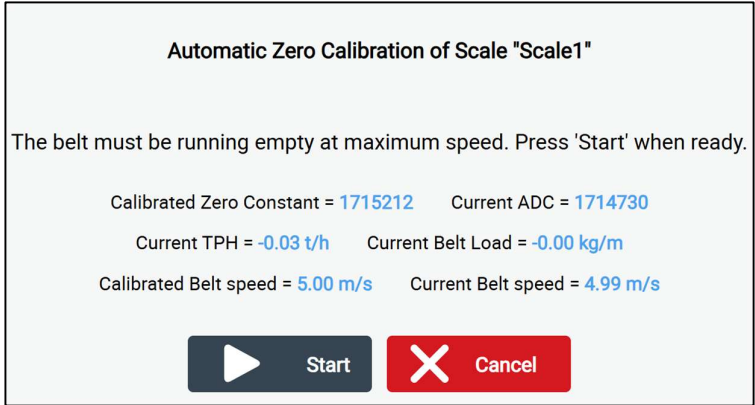 Automatic Zero Calibration of Scale "Scale1"
The belt must be running empty at maximum speed. Press 'Start' when ready.
Calibrated Zero Constant = 1715212 Current ADC = 1714730
Current TPH = -0.03 t/h Current Belt Load = -0.00 kg/m
Calibrated Belt speed = 5.00 m/s Current Belt speed = 4.99 m/s
Start Cancel